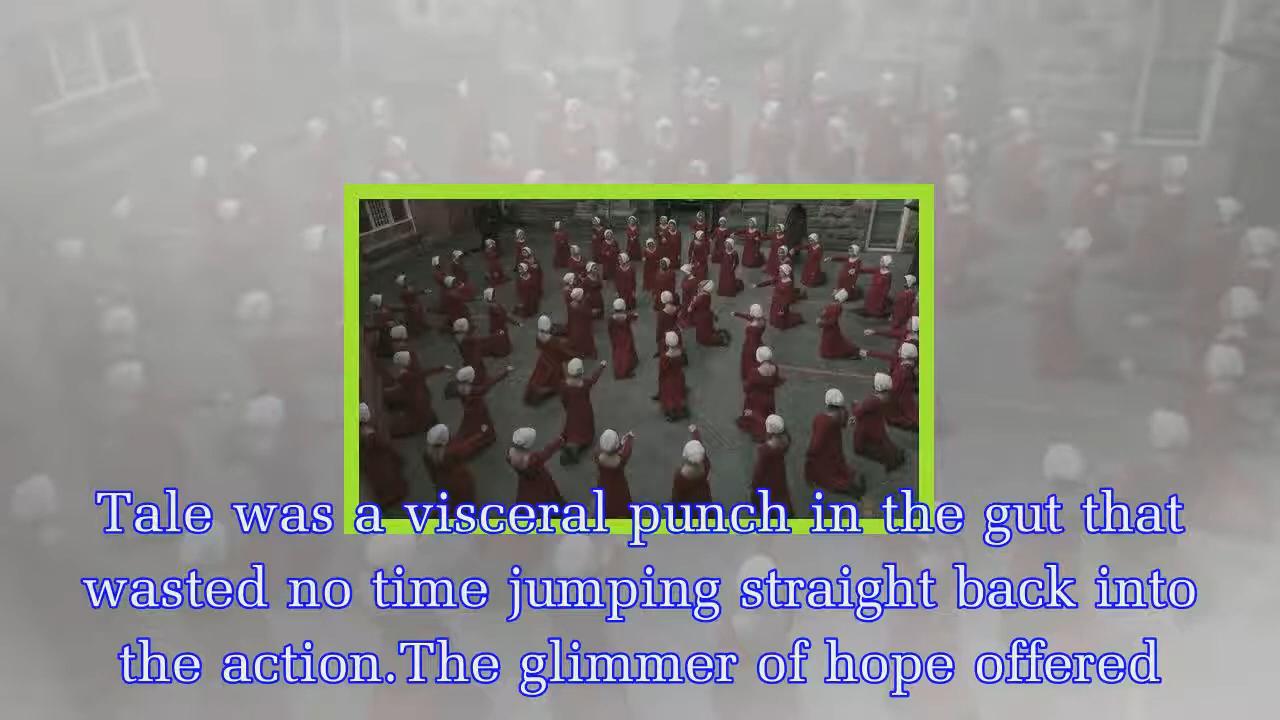 Tale was a visceral punch in the gut that
wasted no time jumping straight back into
the action.The glimmer of hope offered